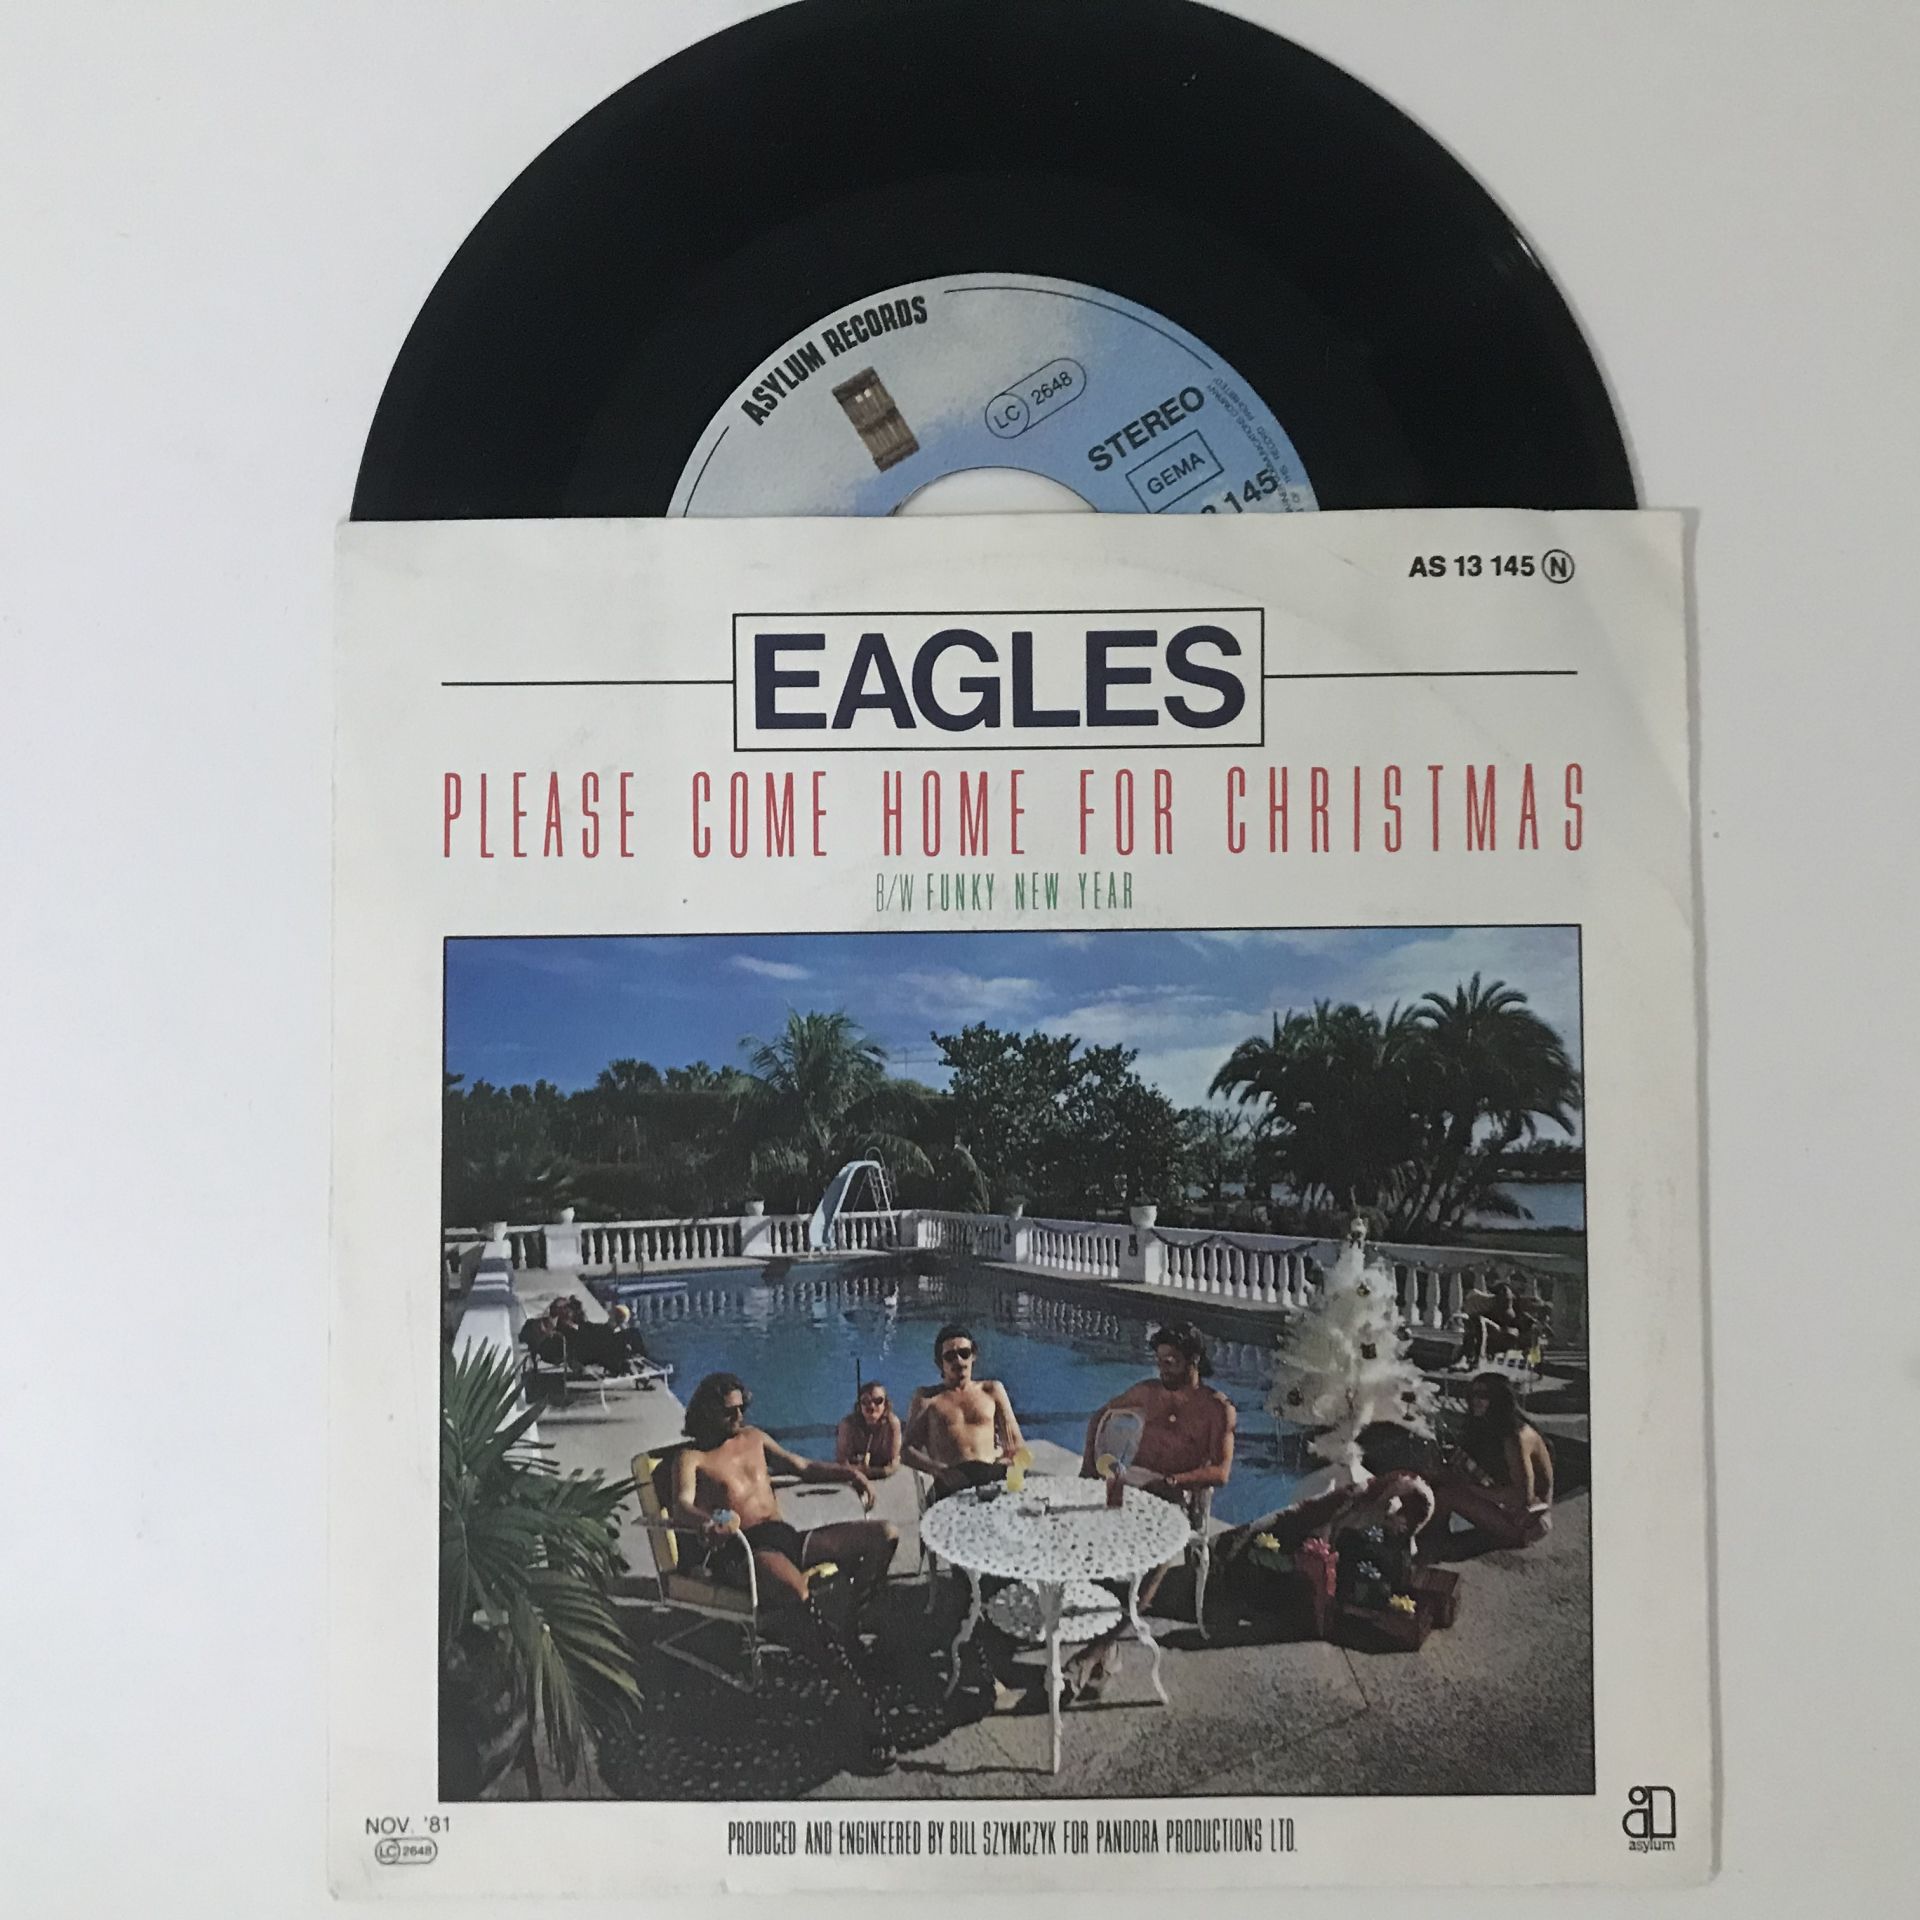 ASYLUM RECORDS
LC 2648
STEREO
GEMA
145
AS 13 145 N
EAGLES
PLEASE COME HOME FOR CHRISTMAS
B/W FUNKY NEW YEAR
NOV. '81
LC 2648
PRODUCED AND ENGINEERED BY BILL SZYMCZYK FOR PANDORA PRODUCTIONS LTD.
asylum